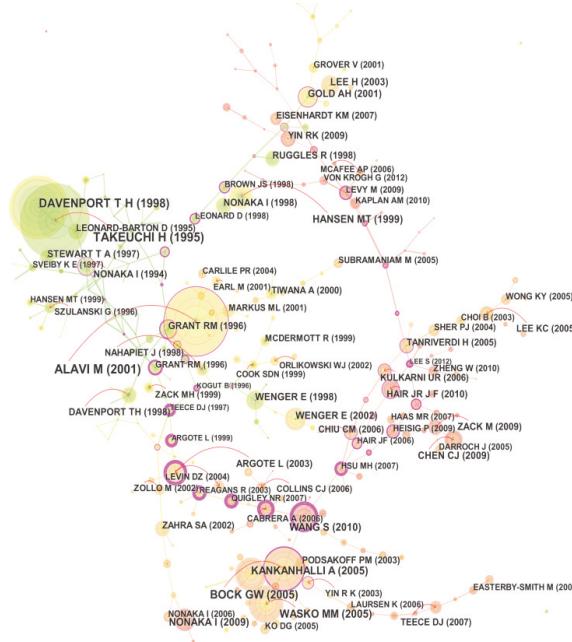 GROVER V (2001)
LEE H (2003)
GOLD AH (2001)
EISENHARDT KM (2007)
YIN RK (2009)
RUGGLES R (1998)
MCAFEE AP (2006)
VON KROGH G (2012)
BROWN JS (1998)
LEVY M (2009)
DAVENPORT T H (1998)
NONAKA I (1998)
KAPLAN AM (2010)
LEONARD D (1998)
HANSEN MT (1999)
LEONARD-BARTON D (1995)
TAKEUCHI H (1995)
STEWART T A (1997)
SUBRAMANIAM M (2005)
SVEIBY K E (1997)
NONAKA I (1994)
CARLILE PR (2004)
EARL M (2001)
TIWANA A (2000)
HANSEN MT (1999)
WONG KY (2005)
MARKUS ML (2001)
CHOI B (2003)
SZULANSKI G (1996)
GRANT RM (1996)
SHER PJ (2004)
LEE KC (2005)
MCDERMOTT R (1999)
TANRIVERDI H (2005)
NAHAPIET J (1998)
LEE S (2012)
ALAVI M (2001)
GRANT RM (1996)
ORLIKOWSKI WJ (2002)
ZHENG W (2010)
COOK SDN (1999)
KULKARNI UR (2006)
KOGUT B (1996)
ZACK MH (1999)
HAIR JR J F (2010)
DAVENPORT TH (1998)
WENGER E (1998)
TEECE DJ (1997)
WENGER E (2002)
HAAS MR (2007)
CHIU CM (2006)
HEISIG P (2009)
ZACK M (2009)
ARGOTE L (1999)
HAIR JF (2006)
DARROCH J (2005)
CHEN CJ (2009)
ARGOTE L (2003)
HSU MH (2007)
LEVIN DZ (2004)
ZOLLO M (2002)
REAGANS R (2003)
COLLINS CJ (2006)
QUIGLEY NR (2007)
CABRERA A (2006)
ZAHRA SA (2002)
WANG S (2010)
PODSAKOFF PM (2003)
KANKANHALLI A (2005)
EASTERBY-SMITH M (200
BOCK GW (2005)
YIN R K (2003)
NONAKA I (2006)
LAURSEN K (2006)
WASKO MM (2005)
NONAKA I (2009)
TEECE DJ (2007)
KO DG (2005)